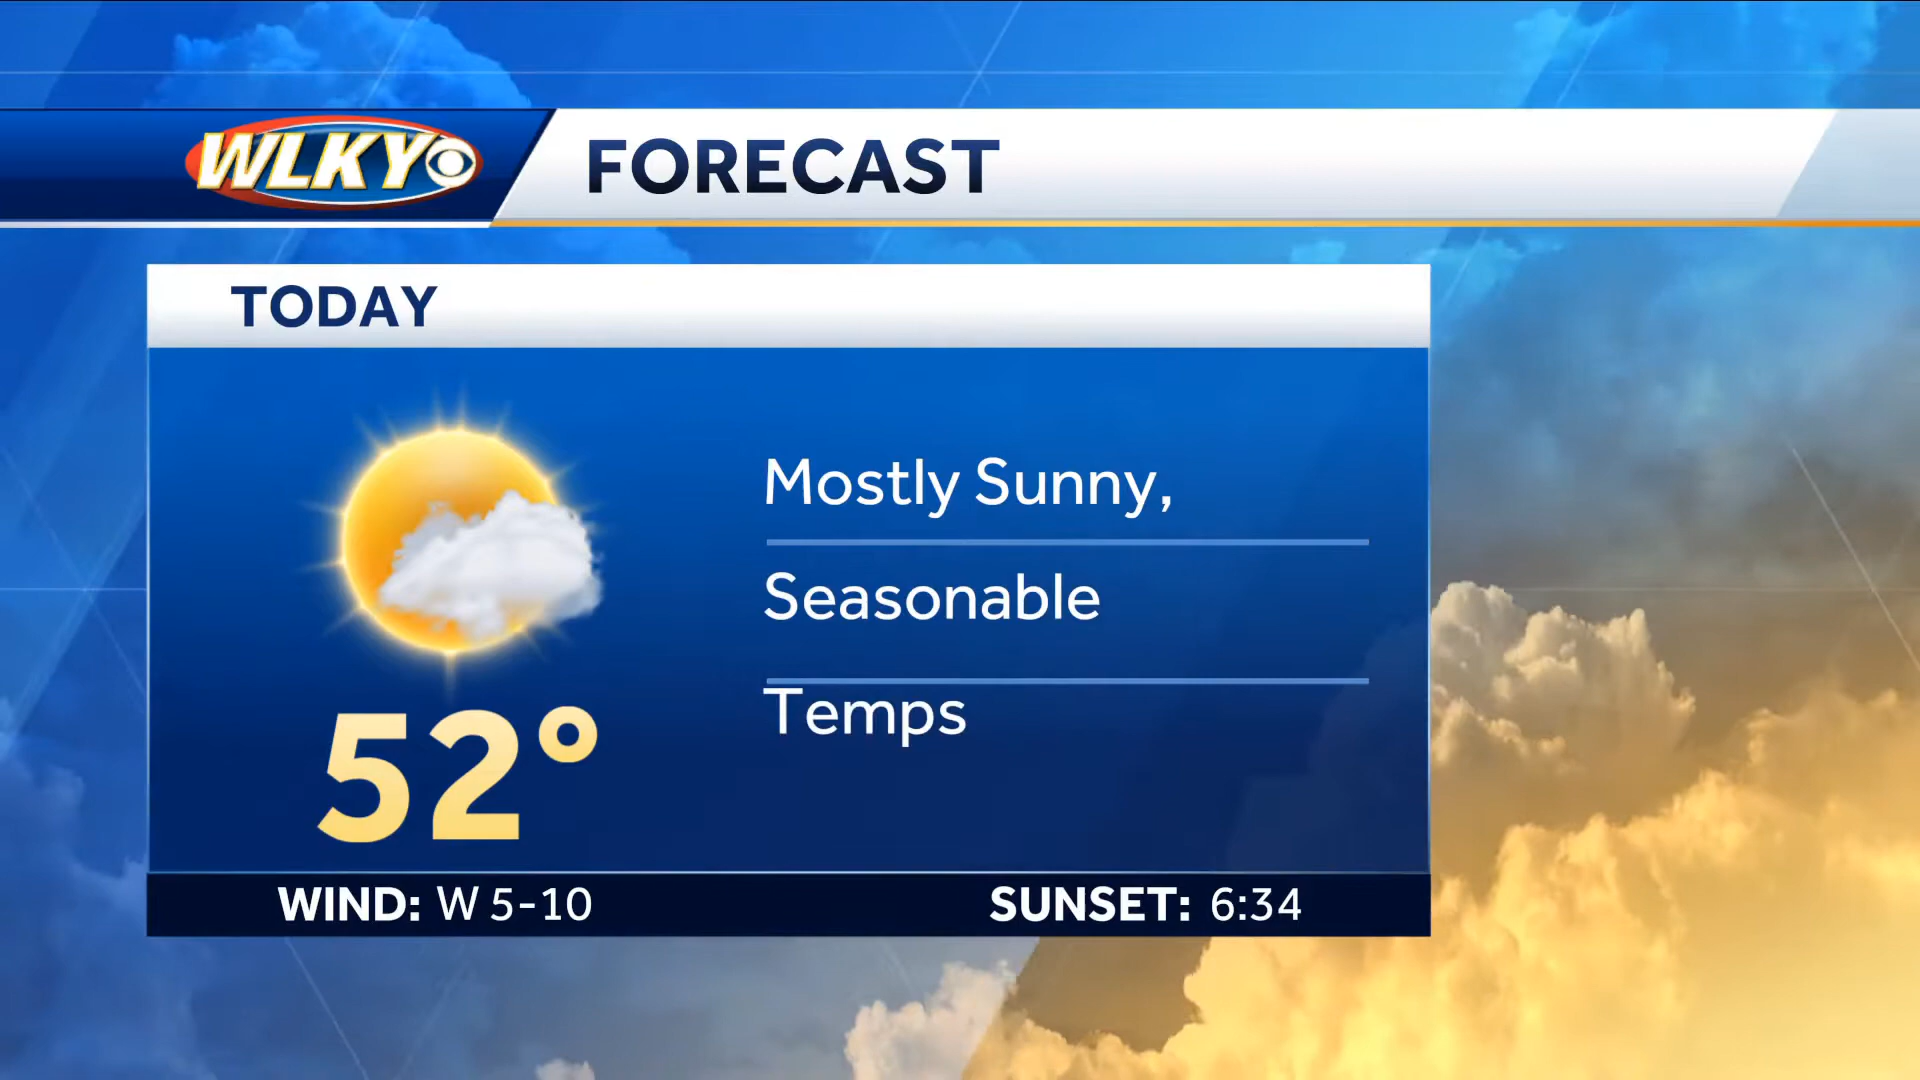 WLKY
FORECAST
TODAY
Mostly Sunny,
Seasonable
Temps
52°
WIND: W 5-10
SUNSET: 6:34